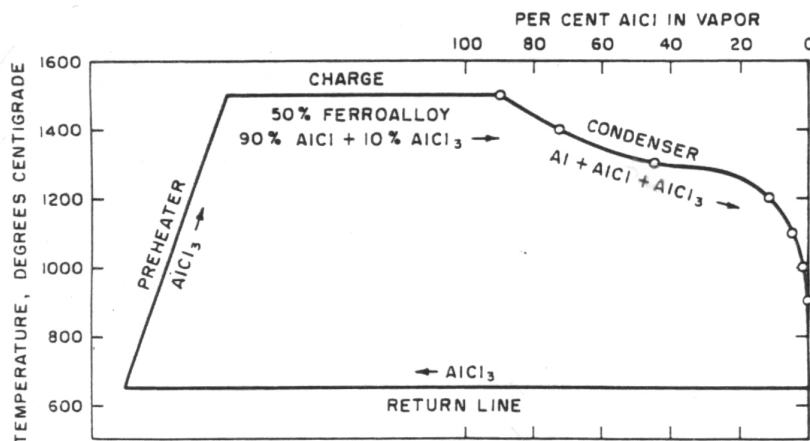 PER CENT AlCl IN VAPOR
100 80 60 40 20 0
TEMPERATURE, DEGREES CENTIGRADE
1600
1400
1200
1000
800
600
CHARGE
50% FERROALLOY
90% AlCl + 10% AlCl₃ →
CONDENSER
Al + AlCl + AlCl₃ →
PREHEATER
AlCl₃ →
← AlCl₃
RETURN LINE